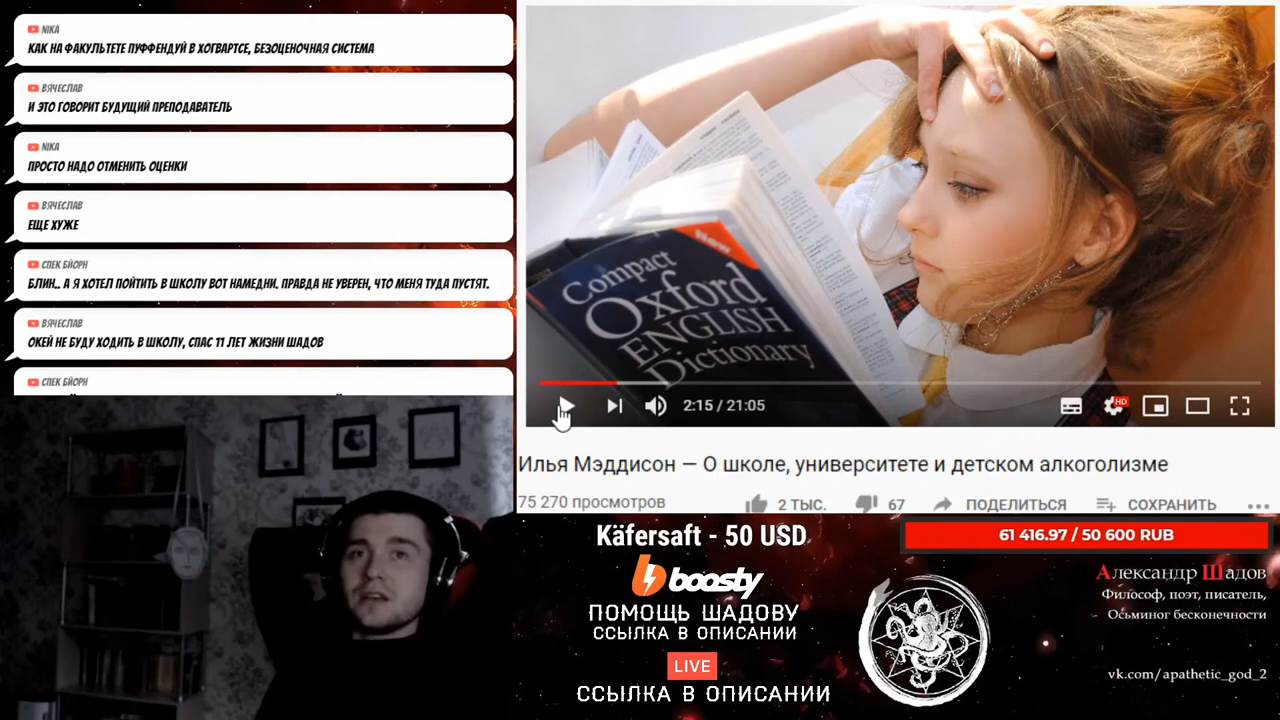 NIKA
КАК НА ФАКУЛЬТЕТЕ ПУФФЕНДУЙ В ХОГВАРТСЕ, БЕЗОЦЕНОЧНАЯ СИСТЕМА
ВЯЧЕСЛАВ
И ЭТО ГОВОРИТ БУДУЩИЙ ПРЕПОДАВАТЕЛЬ
NIKA
ПРОСТО НАДО ОТМЕНИТЬ ОЦЕНКИ
ВЯЧЕСЛАВ
ЕЩЕ ХУЖЕ
СПЕК БЙОРН
БЛИН.. А Я ХОТЕЛ ПОЙТИТЬ В ШКОЛУ ВОТ НАМЕДНИ. ПРАВДА НЕ УВЕРЕН, ЧТО МЕНЯ ТУДА ПУСТЯТ.
ВЯЧЕСЛАВ
ОКЕЙ НЕ БУДУ ХОДИТЬ В ШКОЛУ, СПАС 11 ЛЕТ ЖИЗНИ ШАДОВ
СПЕК БЙОРН
New
Compact
Oxford
ENGLISH
Dictionary
2:15 / 21:05
HD
Илья Мэддисон — О школе, университете и детском алкоголизме
75 270 просмотров
2 ТЫС.
67
ПОДЕЛИТЬСЯ
СОХРАНИТЬ
Käfersaft - 50 USD
boosty
ПОМОЩЬ ШАДОВУ
ССЫЛКА В ОПИСАНИИ
LIVE
ССЫЛКА В ОПИСАНИИ
61 416.97 / 50 600 RUB
Александр Шадов
Философ, поэт, писатель,
Осьминог бесконечности
vk.com/apathetic_god_2